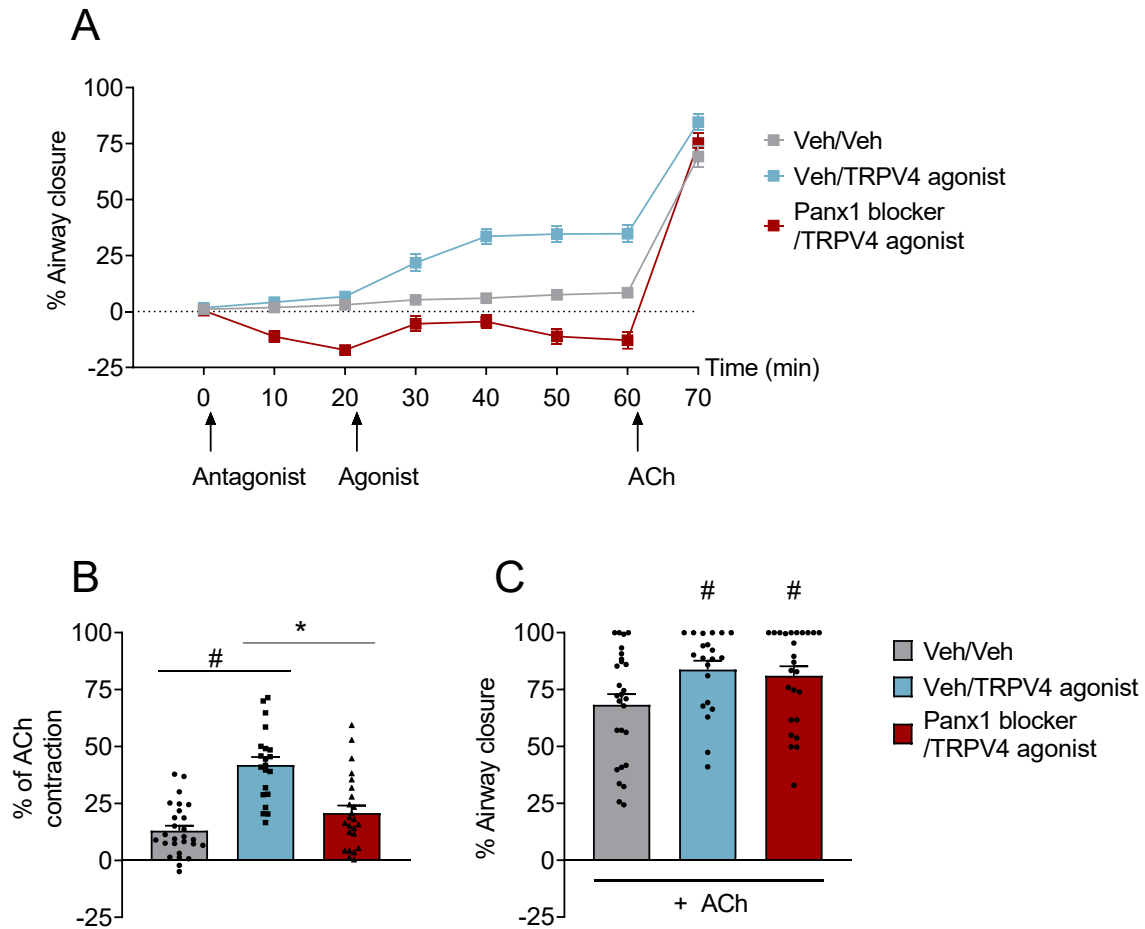 A
% Airway closure
100
75
50
25
0
-25
0 10 20 30 40 50 60 70
Time (min)
Antagonist
Agonist
ACh
Veh/Veh
Veh/TRPV4 agonist
Panx1 blocker
/TRPV4 agonist
B
% of ACh
contraction
100
75
50
25
0
-25
#
*
C
% Airway closure
100
75
50
25
0
-25
# #
+ ACh
Veh/Veh
Veh/TRPV4 agonist
Panx1 blocker
/TRPV4 agonist